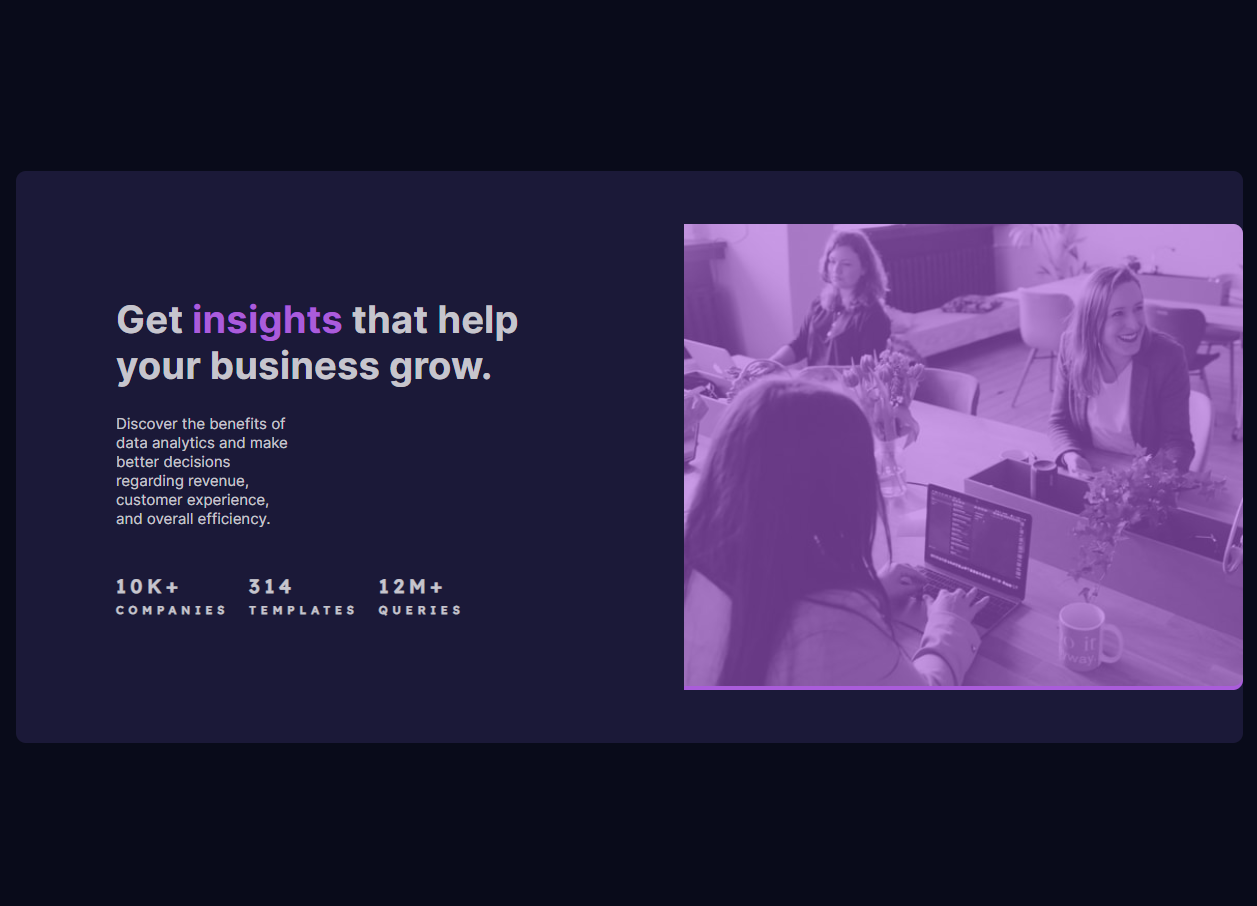 Get insights that help
your business grow.
Discover the benefits of
data analytics and make
better decisions
regarding revenue,
customer experience,
and overall efficiency.
10K+ 314 12M+
COMPANIES TEMPLATES QUERIES